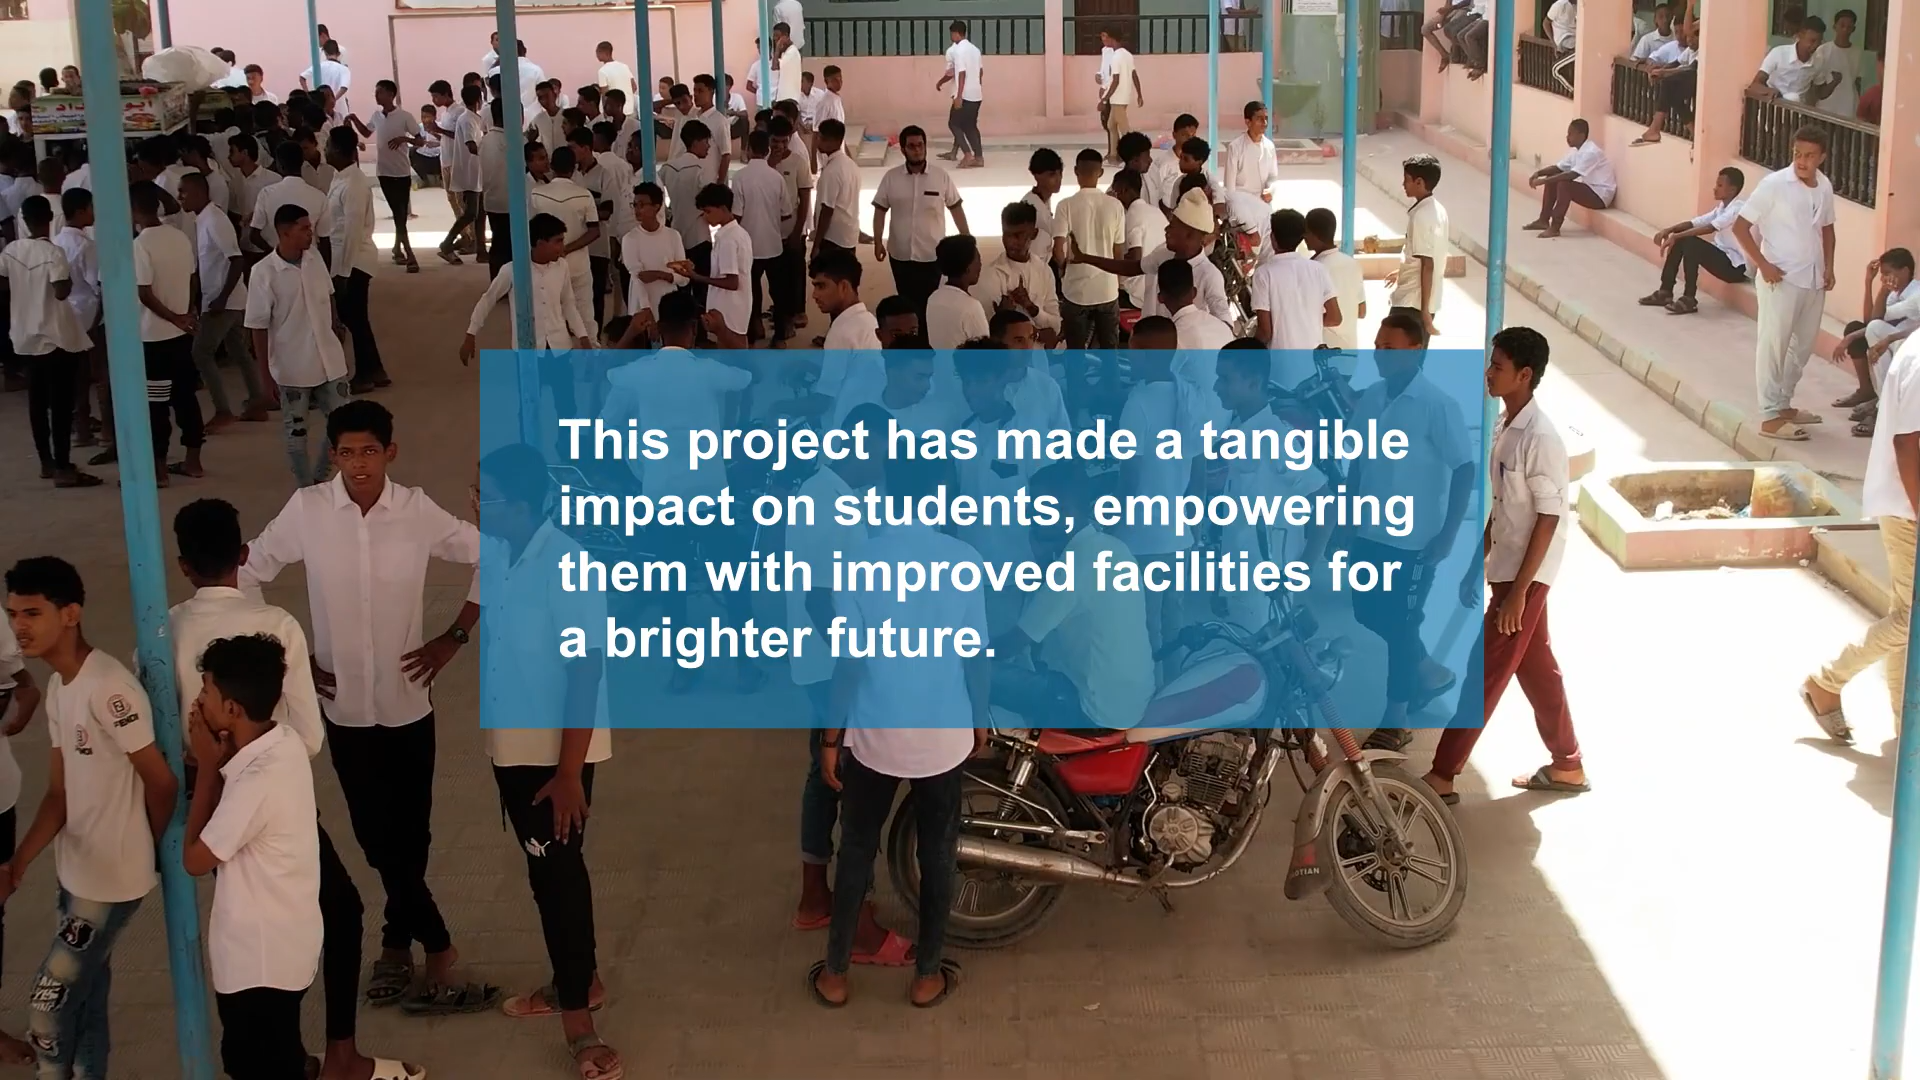 This project has made a tangible
impact on students, empowering
them with improved facilities for
a brighter future.